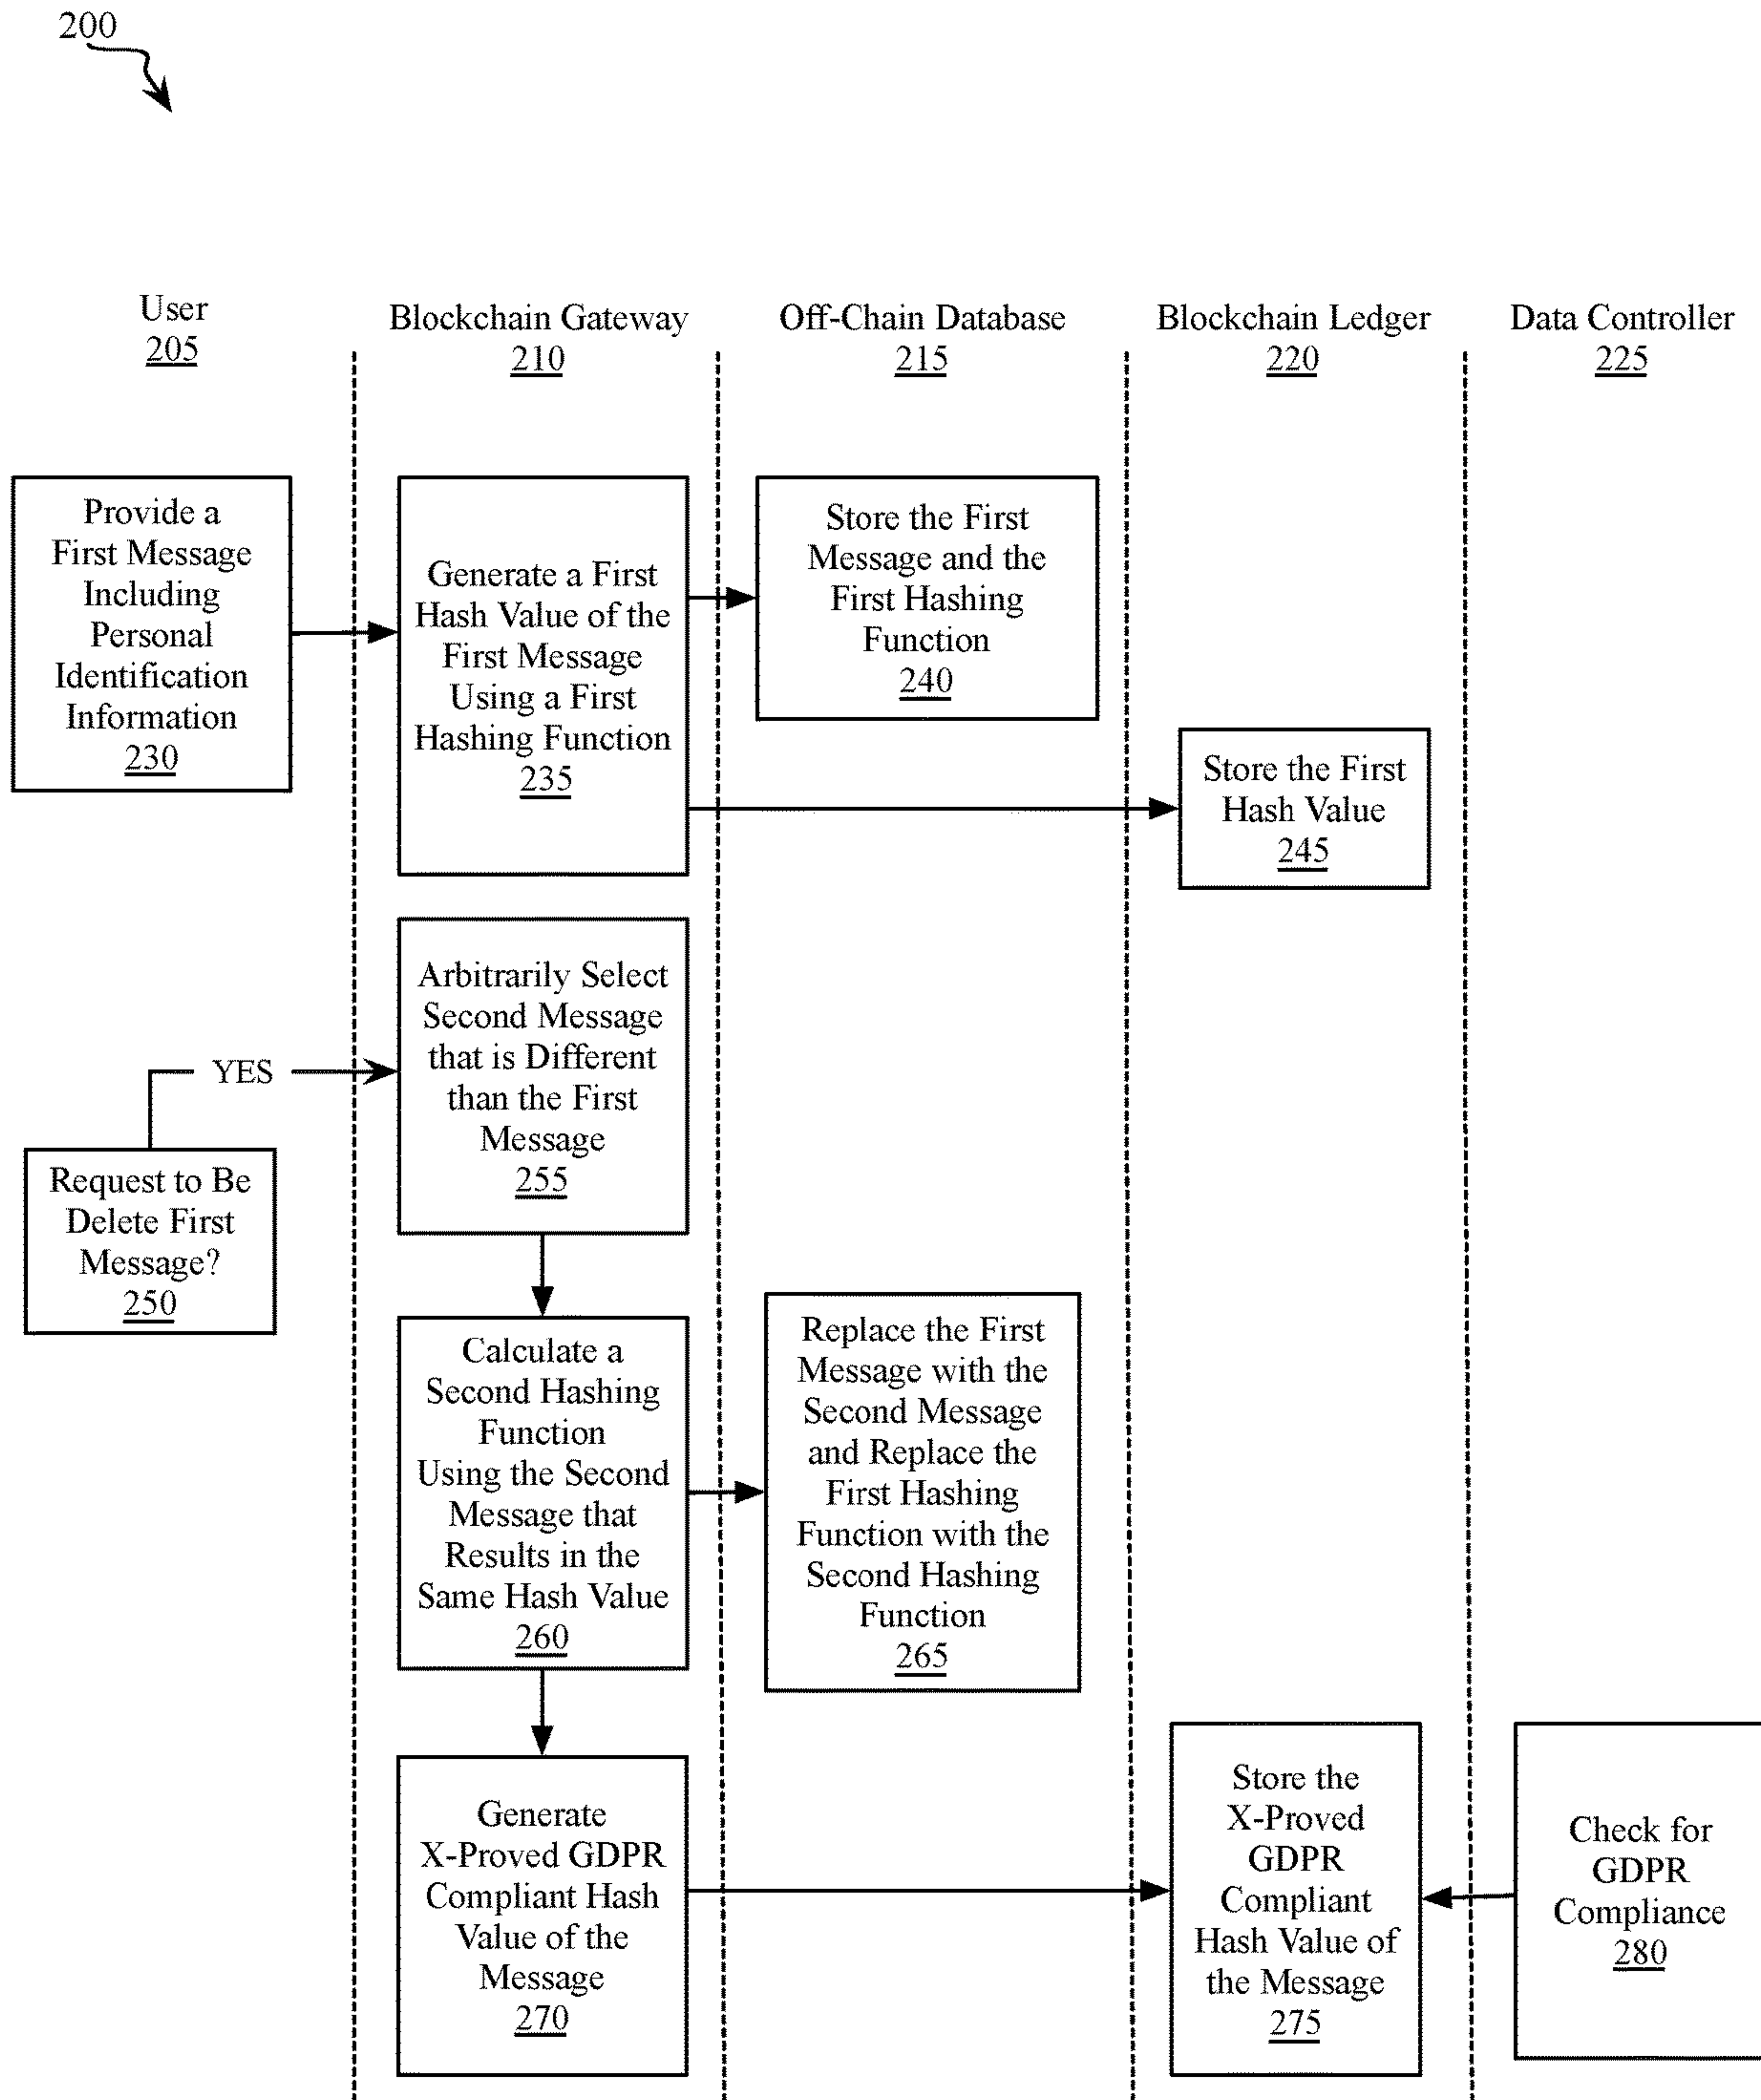 200
User
205
Blockchain Gateway
210
Off-Chain Database
215
Blockchain Ledger
220
Data Controller
225
Provide a
First Message
Including
Personal
Identification
Information
230
Generate a First
Hash Value of the
First Message
Using a First
Hashing Function
235
Store the First
Message and the
First Hashing
Function
240
Store the First
Hash Value
245
Request to Be
Delete First
Message?
250
YES
Arbitrarily Select
Second Message
that is Different
than the First
Message
255
Calculate a
Second Hashing
Function
Using the Second
Message that
Results in the
Same Hash Value
260
Replace the First
Message with the
Second Message
and Replace the
First Hashing
Function with the
Second Hashing
Function
265
Generate
X-Proved GDPR
Compliant Hash
Value of the
Message
270
Store the
X-Proved
GDPR
Compliant
Hash Value of
the Message
275
Check for
GDPR
Compliance
280